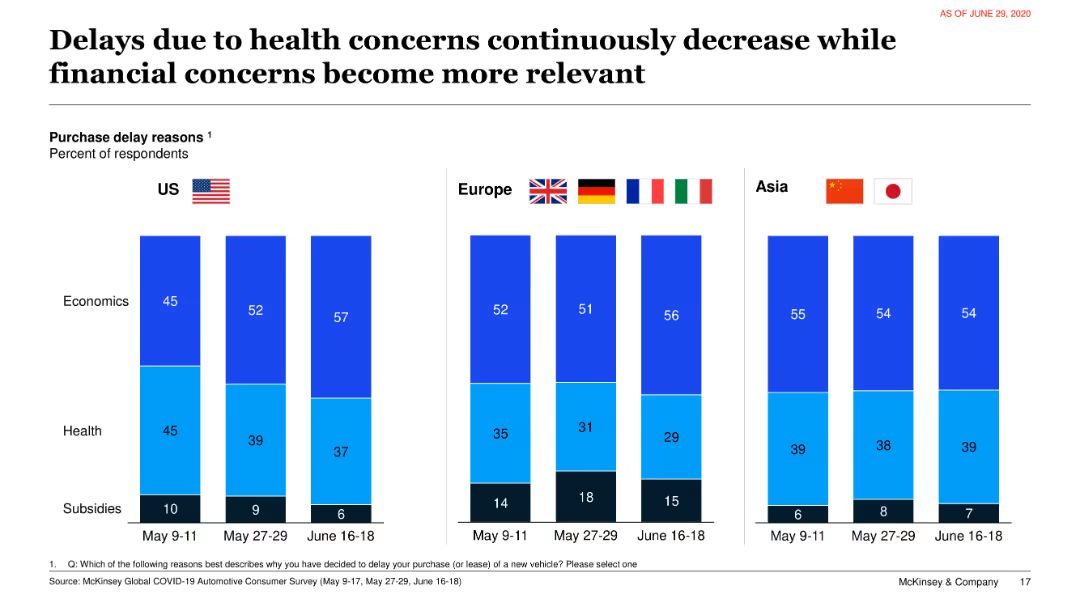 AS OF JUNE 29, 2020
Delays due to health concerns continuously decrease while
financial concerns become more relevant
Purchase delay reasons 1
Percent of respondents
US
Europe
Asia
Economics
Health
Subsidies
45
52
57
45
39
37
10
9
6
May 9-11
May 27-29
June 16-18
52
51
56
35
31
29
14
18
15
May 9-11
May 27-29
June 16-18
55
54
54
39
38
39
6
8
7
May 9-11
May 27-29
June 16-18
1. Q: Which of the following reasons best describes why you have decided to delay your purchase (or lease) of a new vehicle? Please select one
Source: McKinsey Global COVID-19 Automotive Consumer Survey (May 9-17, May 27-29, June 16-18)
McKinsey & Company 17